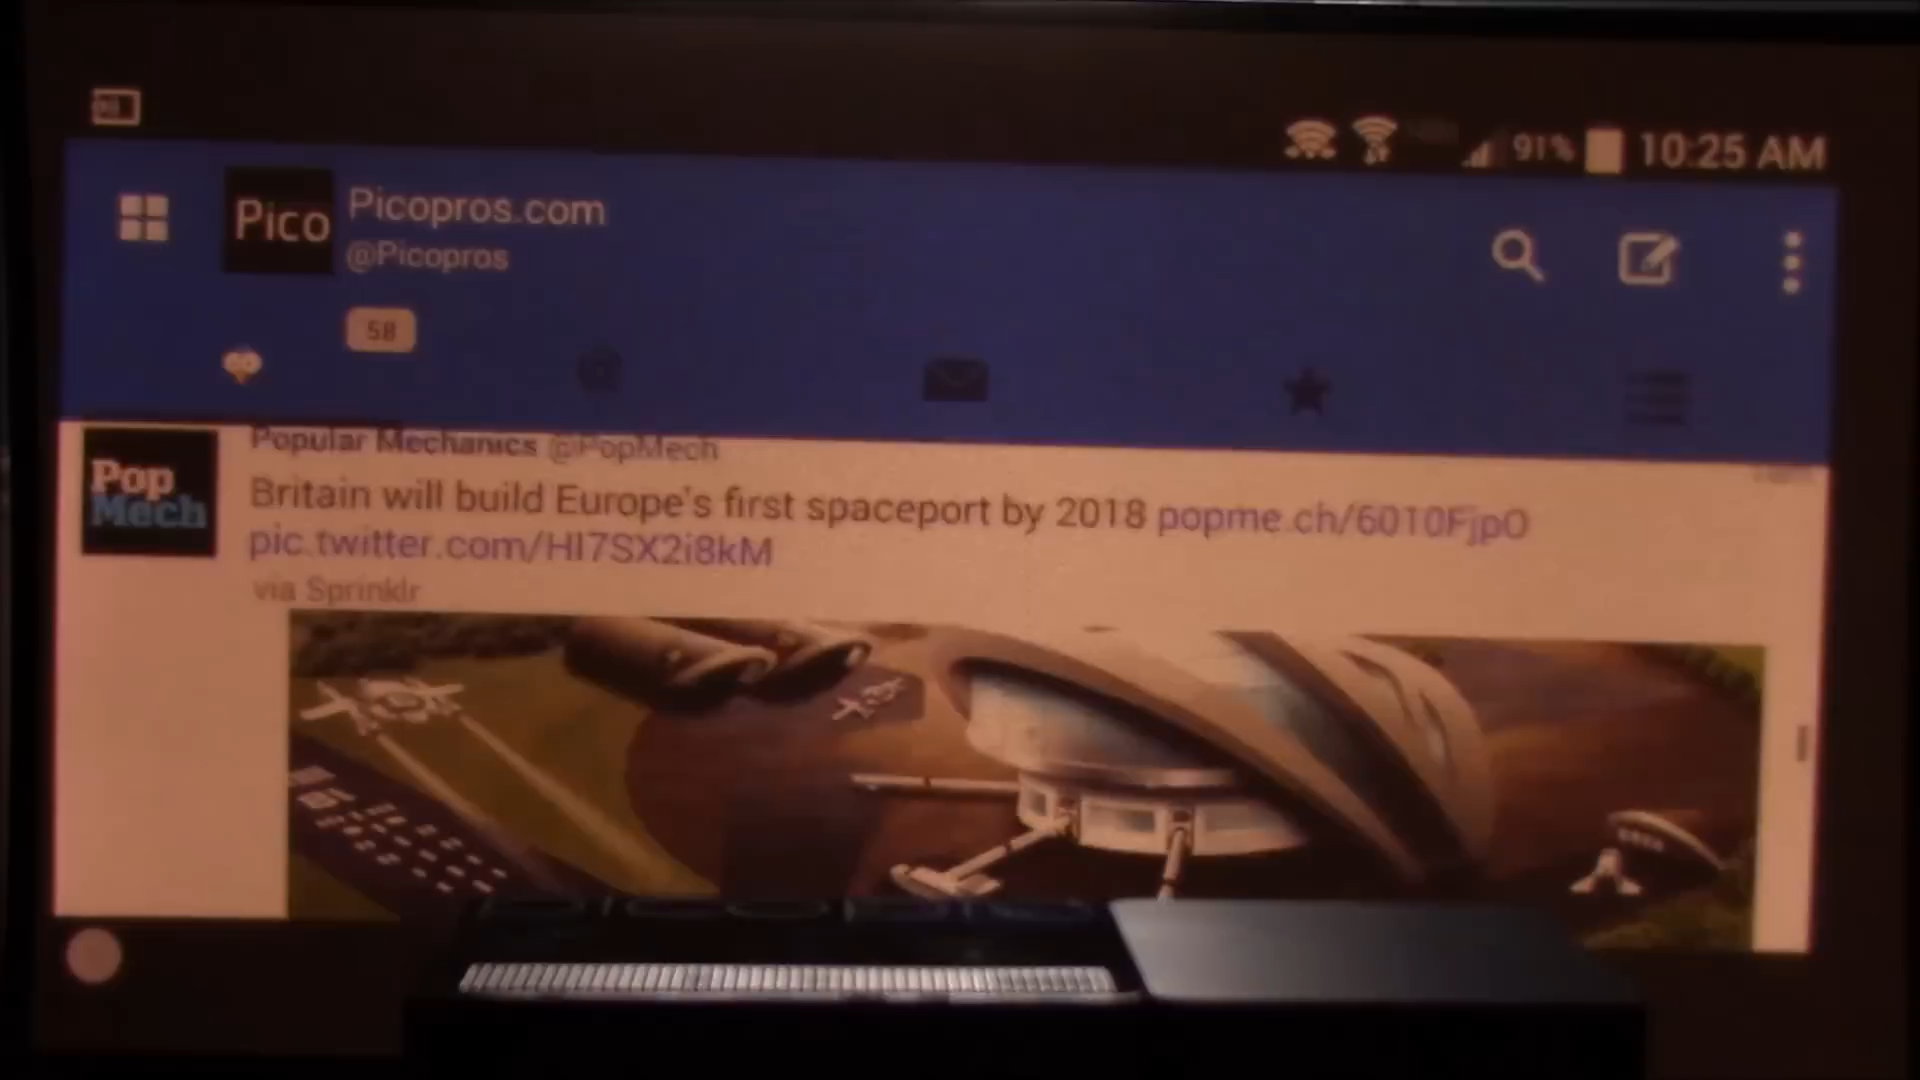 91% 10:25 AM
Pico
Picopros.com
@Picopros
58
Popular Mechanics @PopMech
Pop
Mech
Britain will build Europe's first spaceport by 2018 popme.ch/6010FjpO
pic.twitter.com/HI7SX2i8kM
via Sprinklr